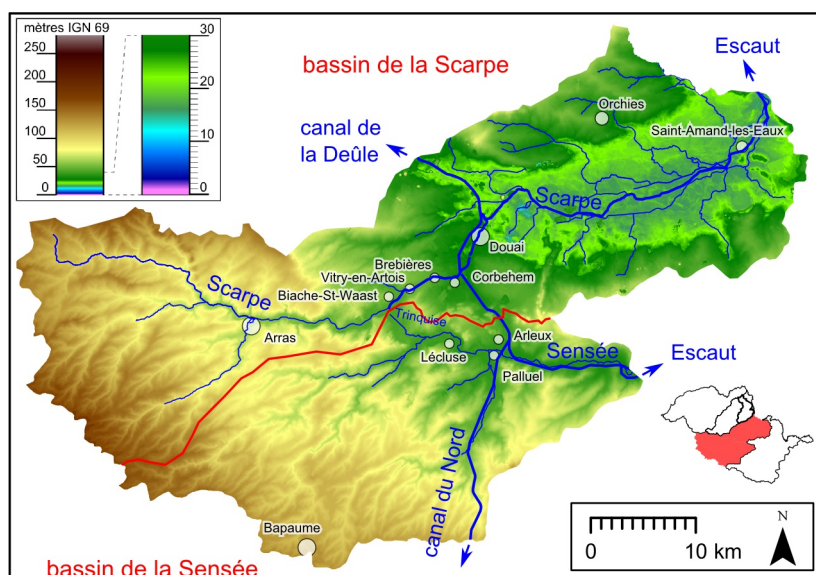 mètres IGN 69
250
200
150
100
50
0
30
20
10
0
bassin de la Scarpe
Escaut
Orchies
canal de
la Deûle
Saint-Amand-les-Eaux
Scarpe
Douai
Brebières
Vitry-en-Artois
Corbehem
Biache-St-Waast
Scarpe
Trinquise
Arras
Arleux
Lécluse
Sensée
Escaut
Palluel
canal du Nord
Bapaume
bassin de la Sensée
N
0
10 km